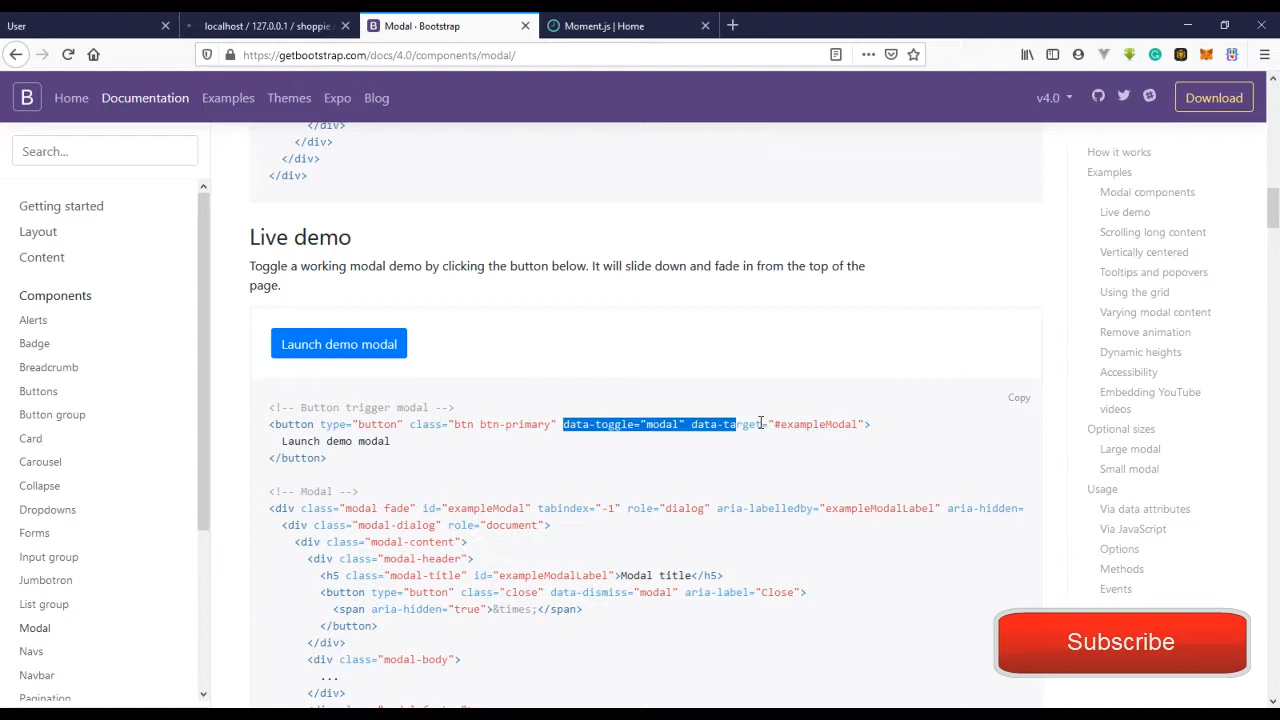 User
localhost / 127.0.0.1 / shoppie
Modal · Bootstrap
Moment.js | Home
https://getbootstrap.com/docs/4.0/components/modal/
B
Home
Documentation
Examples
Themes
Expo
Blog
v4.0
Download
Search...
Getting started
Layout
Content
Components
Alerts
Badge
Breadcrumb
Buttons
Button group
Card
Carousel
Collapse
Dropdowns
Forms
Input group
Jumbotron
List group
Modal
Navs
Navbar
Pagination
</div>
</div>
</div>
</div>
Live demo
Toggle a working modal demo by clicking the button below. It will slide down and fade in from the top of the
page.
Launch demo modal
Copy
<!-- Button trigger modal -->
<button type="button" class="btn btn-primary" data-toggle="modal" data-target="#exampleModal">
Launch demo modal
</button>
<!-- Modal -->
<div class="modal fade" id="exampleModal" tabindex="-1" role="dialog" aria-labelledby="exampleModalLabel" aria-hidden=
<div class="modal-dialog" role="document">
<div class="modal-content">
<div class="modal-header">
<h5 class="modal-title" id="exampleModalLabel">Modal title</h5>
<button type="button" class="close" data-dismiss="modal" aria-label="Close">
<span aria-hidden="true">&times;</span>
</button>
</div>
<div class="modal-body">
...
</div>
How it works
Examples
Modal components
Live demo
Scrolling long content
Vertically centered
Tooltips and popovers
Using the grid
Varying modal content
Remove animation
Dynamic heights
Accessibility
Embedding YouTube
videos
Optional sizes
Large modal
Small modal
Usage
Via data attributes
Via JavaScript
Options
Methods
Events
Subscribe